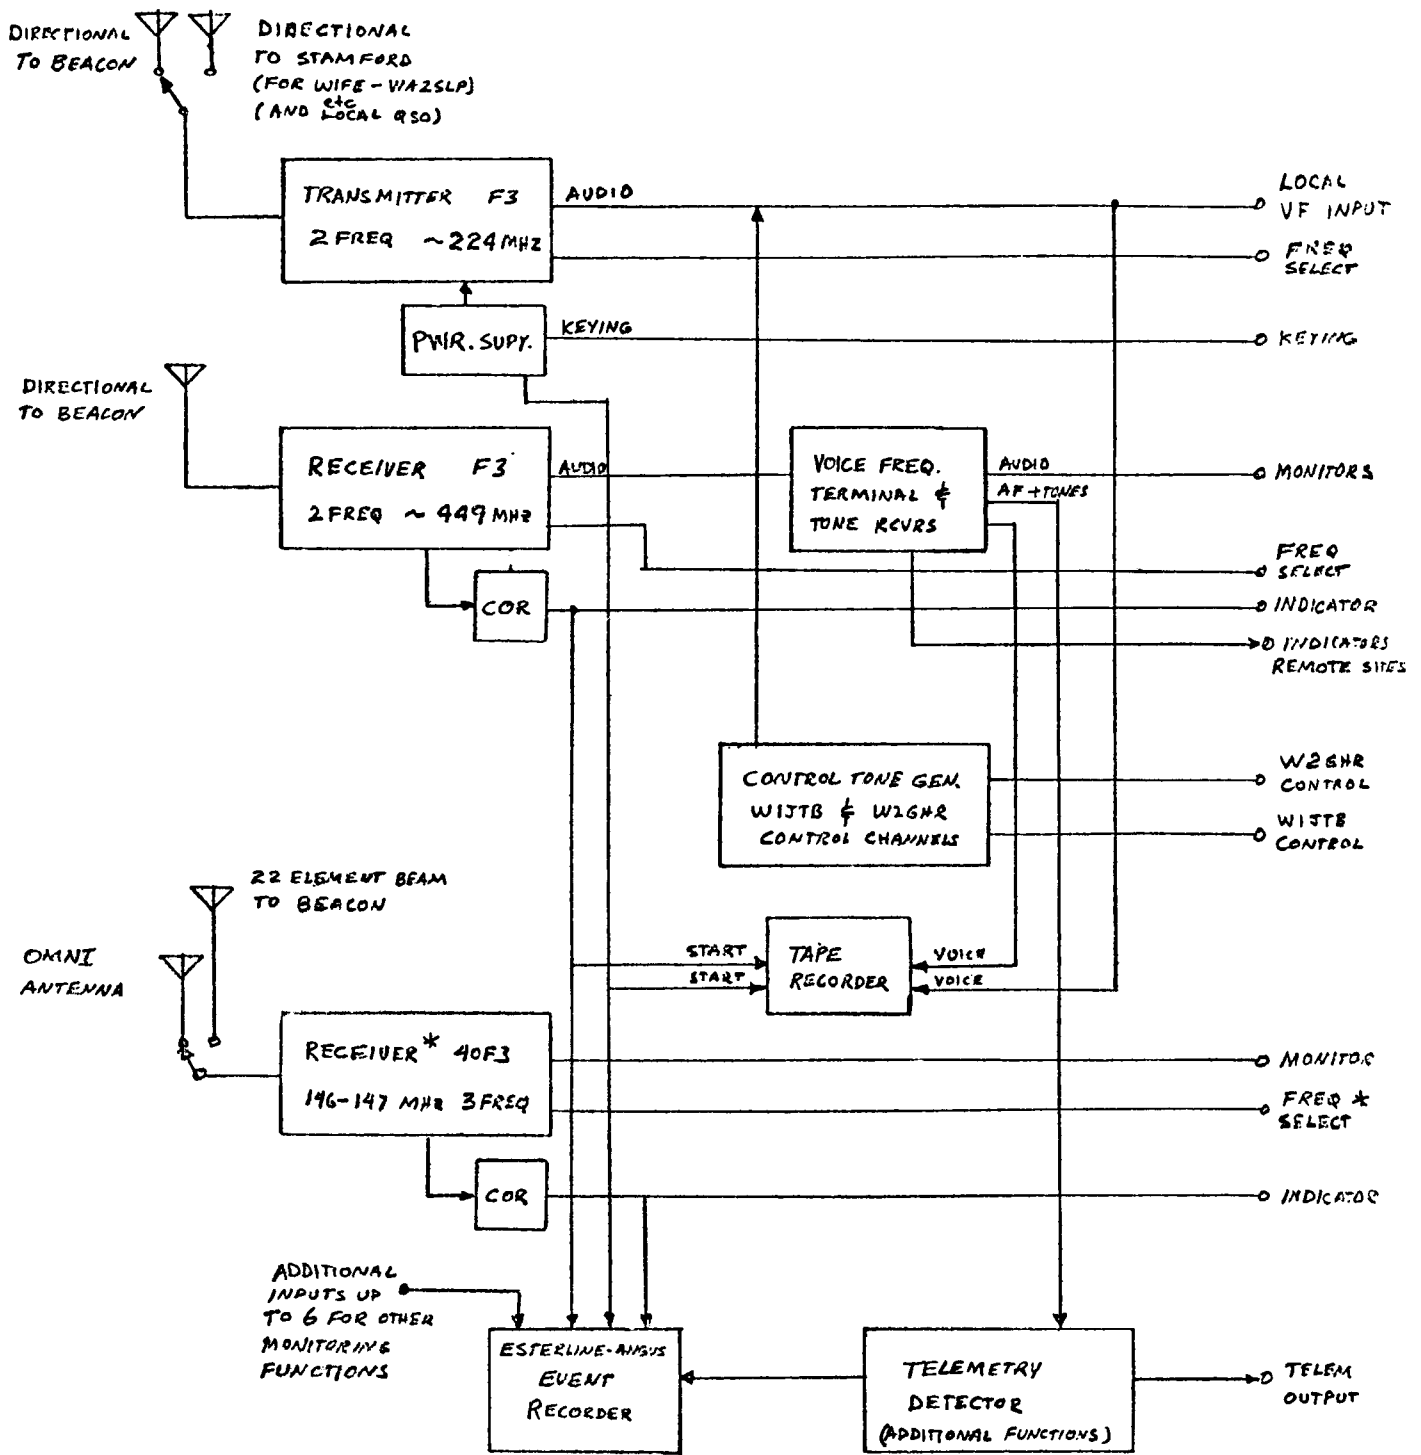 DIRECTIONAL
TO BEACON
DIRECTIONAL
TO STAMFORD
(FOR WIFE - WA2SLP)
etc
(AND LOCAL QSO)
TRANSMITTER F3
2 FREQ ~224 MHZ
AUDIO
LOCAL
VF INPUT
FREQ
SELECT
PWR. SUPY.
KEYING
KEYING
DIRECTIONAL
TO BEACON
RECEIVER F3
2 FREQ ~ 449 MHZ
AUDIO
VOICE FREQ.
TERMINAL &
TONE RCVRS
AUDIO
AF + TONES
MONITORS
FREQ
SELECT
COR
INDICATOR
INDICATORS
REMOTE SITES
CONTROL TONE GEN.
W1JTB & W2GHR
CONTROL CHANNELS
W2GHR
CONTROL
W1JTB
CONTROL
22 ELEMENT BEAM
TO BEACON
OMNI
ANTENNA
START
START
TAPE
RECORDER
VOICE
VOICE
RECEIVER * 40F3
146-147 MHZ 3 FREQ
MONITOR
FREQ *
SELECT
COR
INDICATOR
ADDITIONAL
INPUTS UP
TO 6 FOR OTHER
MONITORING
FUNCTIONS
ESTERLINE-ANGUS
EVENT
RECORDER
TELEMETRY
DETECTOR
(ADDITIONAL FUNCTIONS)
TELEM
OUTPUT